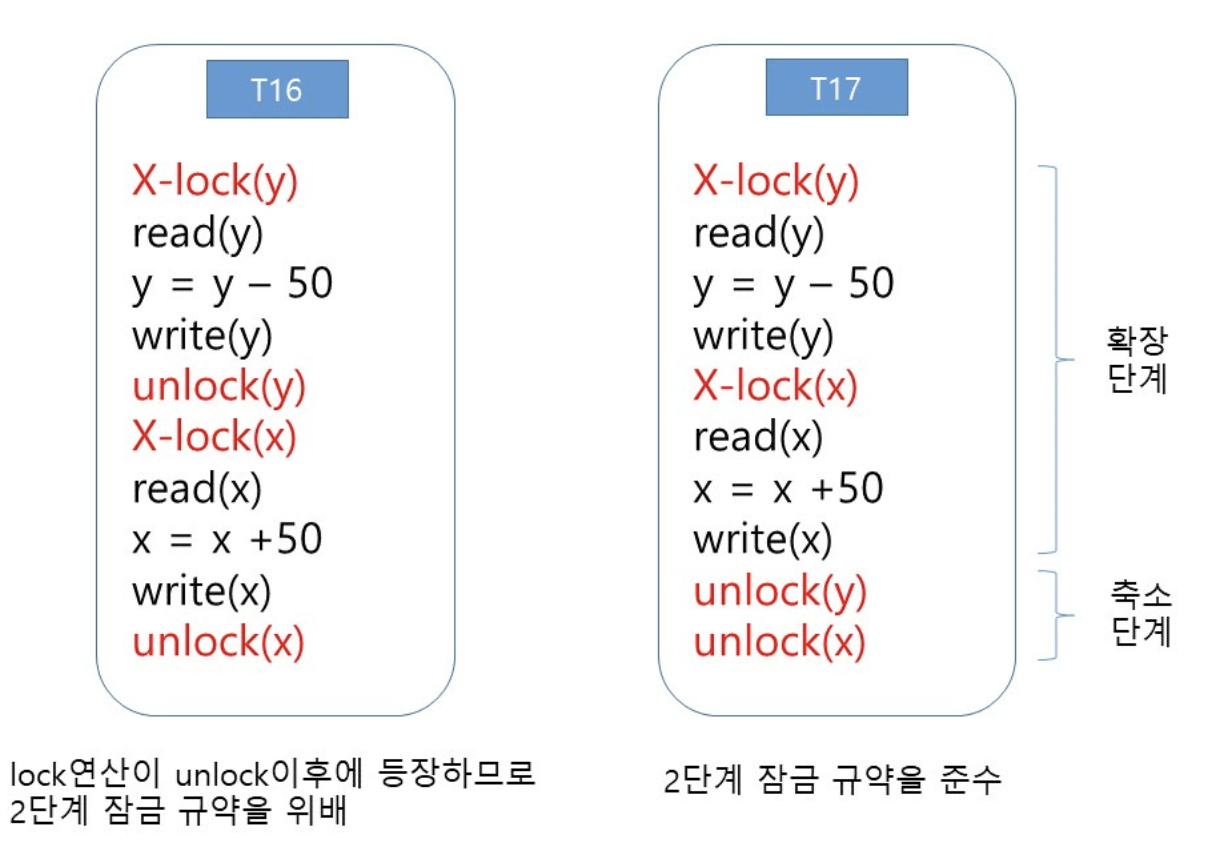 T16
X-lock(y)
read(y)
y = y – 50
write(y)
unlock(y)
X-lock(x)
read(x)
x = x +50
write(x)
unlock(x)
lock연산이 unlock이후에 등장하므로
2단계 잠금 규약을 위배
T17
X-lock(y)
read(y)
y = y – 50
write(y)
X-lock(x)
read(x)
x = x +50
write(x)
unlock(y)
unlock(x)
확장
단계
축소
단계
2단계 잠금 규약을 준수